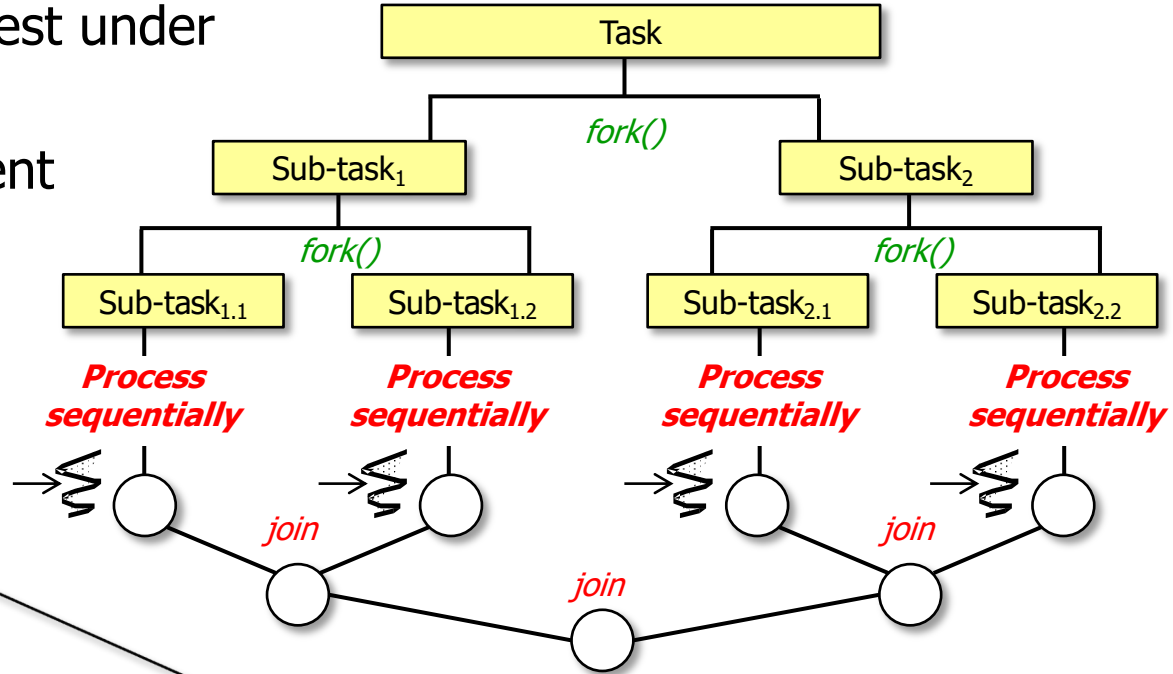 est under
Task
fork()
ent
Sub-task₁
Sub-task₂
fork()
fork()
Sub-task₁.₁
Sub-task₁.₂
Sub-task₂.₁
Sub-task₂.₂
Process
sequentially
Process
sequentially
Process
sequentially
Process
sequentially
join
join
join